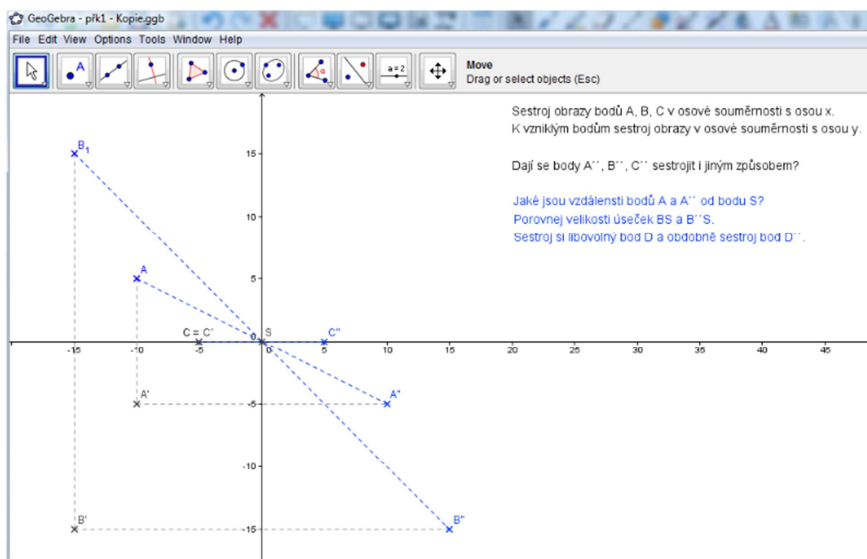 GeoGebra - přk1 - Kopie.ggb
File Edit View Options Tools Window Help
A
α
a=2
Move
Drag or select objects (Esc)
Sestroj obrazy bodů A, B, C v osové souměrnosti s osou x.
K vzniklým bodům sestroj obrazy v osové souměrnosti s osou y.
Dají se body A´´, B´´, C´´ sestrojit i jiným způsobem?
Jaké jsou vzdálensti bodů A a A´´ od bodu S?
Porovnej velikosti úseček BS a B´´S.
Sestroj si libovolný bod D a obdobně sestroj bod D´´.
B₁
15
10
A
5
C = C'
0
S
C"
-15 -10 -5 0 5 10 15 20 25 30 35 40 45
A'
-5
A"
-10
B'
-15
B"